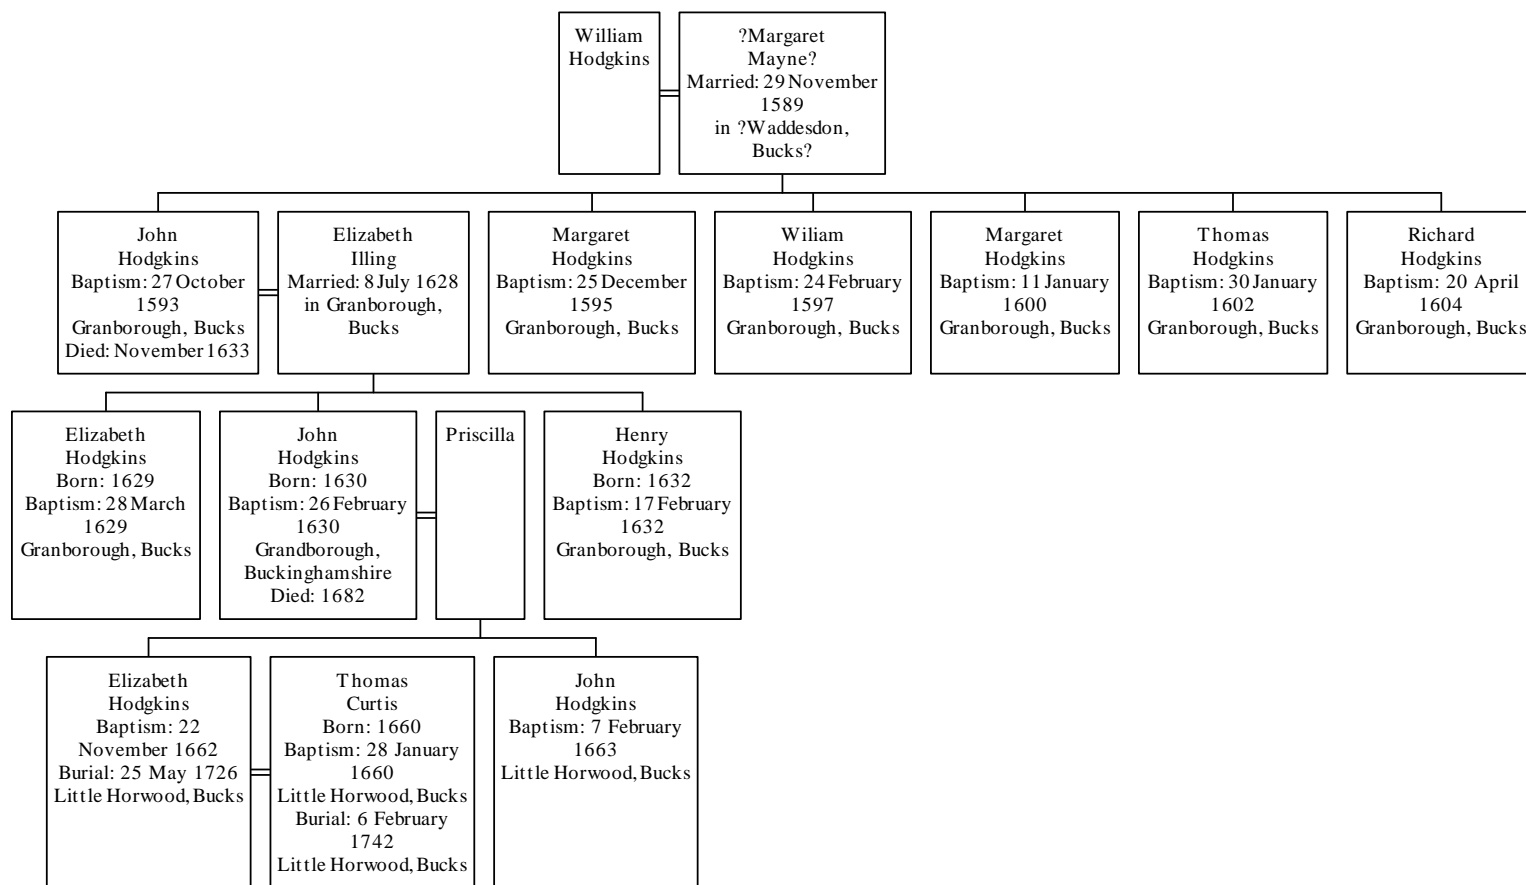 William
Hodgkins
?Margaret
Mayne?
Married: 29 November
1589
in ?Waddesdon,
Bucks?
John
Hodgkins
Baptism: 27 October
1593
Granborough, Bucks
Died: November 1633
Elizabeth
Illing
Married: 8 July 1628
in Granborough,
Bucks
Margaret
Hodgkins
Baptism: 25 December
1595
Granborough, Bucks
Wiliam
Hodgkins
Baptism: 24 February
1597
Granborough, Bucks
Margaret
Hodgkins
Baptism: 11 January
1600
Granborough, Bucks
Thomas
Hodgkins
Baptism: 30 January
1602
Granborough, Bucks
Richard
Hodgkins
Baptism: 20 April
1604
Granborough, Bucks
Elizabeth
Hodgkins
Born: 1629
Baptism: 28 March
1629
Granborough, Bucks
John
Hodgkins
Born: 1630
Baptism: 26 February
1630
Grandborough,
Buckinghamshire
Died: 1682
Priscilla
Henry
Hodgkins
Born: 1632
Baptism: 17 February
1632
Granborough, Bucks
Elizabeth
Hodgkins
Baptism: 22
November 1662
Burial: 25 May 1726
Little Horwood, Bucks
Thomas
Curtis
Born: 1660
Baptism: 28 January
1660
Little Horwood, Bucks
Burial: 6 February
1742
Little Horwood, Bucks
John
Hodgkins
Baptism: 7 February
1663
Little Horwood, Bucks